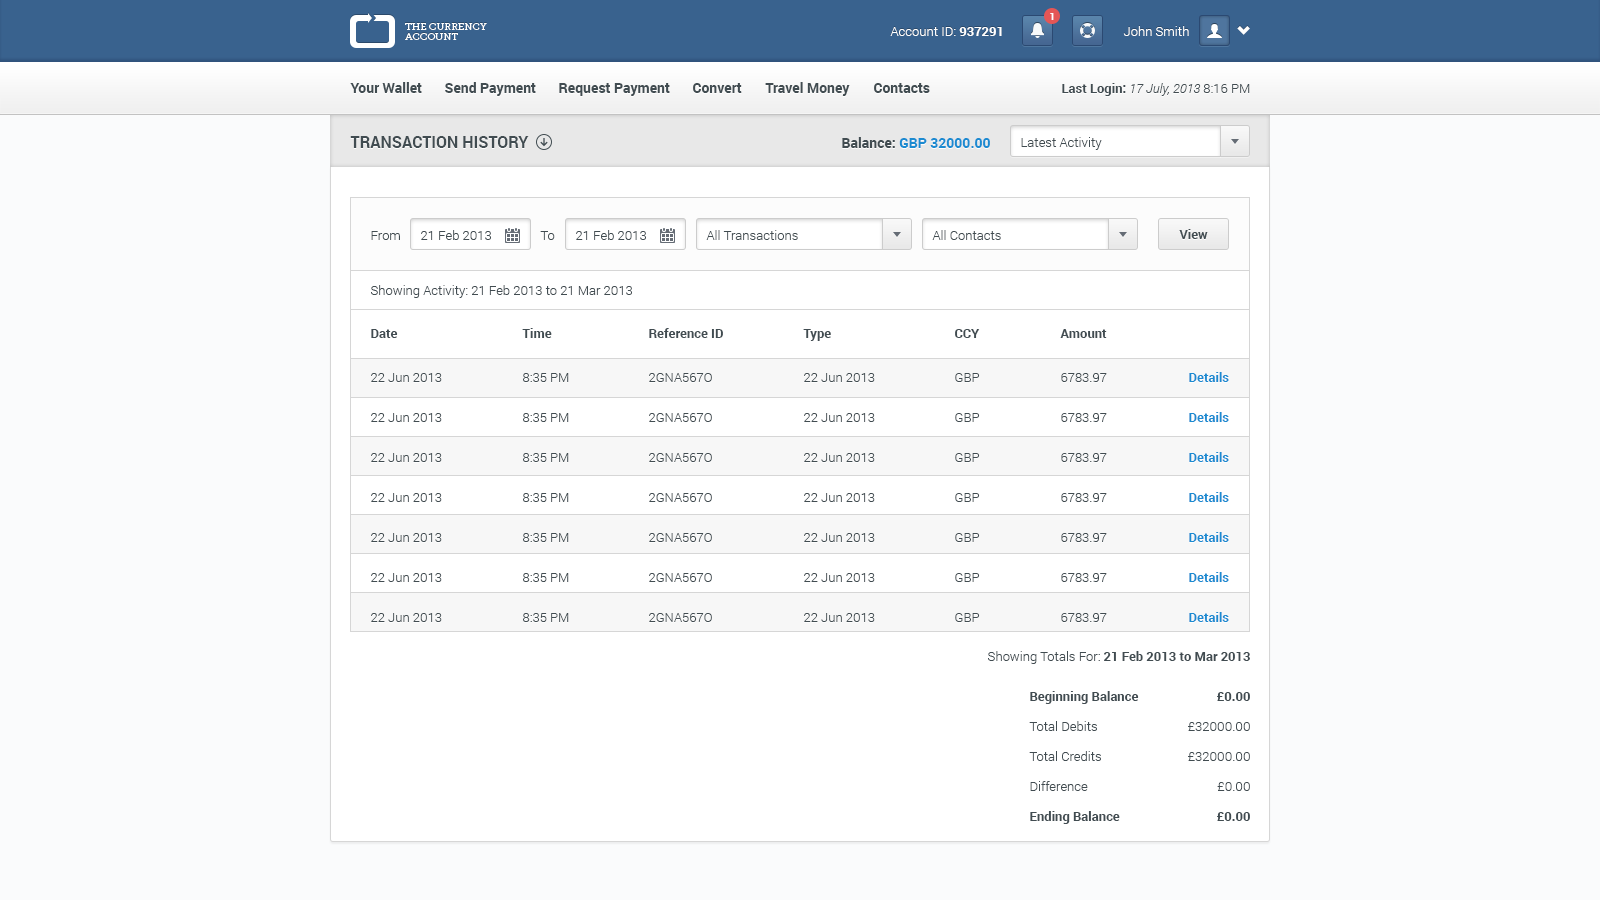 THE CURRENCY
ACCOUNT
Account ID: 937291
1
John Smith
Your Wallet Send Payment Request Payment Convert Travel Money Contacts Last Login: 17 July, 2013 8:16 PM
TRANSACTION HISTORY Balance: GBP 32000.00 Latest Activity
From 21 Feb 2013 To 21 Feb 2013 All Transactions All Contacts View
Showing Activity: 21 Feb 2013 to 21 Mar 2013
Date Time Reference ID Type CCY Amount
22 Jun 2013 8:35 PM 2GNA567O 22 Jun 2013 GBP 6783.97 Details
22 Jun 2013 8:35 PM 2GNA567O 22 Jun 2013 GBP 6783.97 Details
22 Jun 2013 8:35 PM 2GNA567O 22 Jun 2013 GBP 6783.97 Details
22 Jun 2013 8:35 PM 2GNA567O 22 Jun 2013 GBP 6783.97 Details
22 Jun 2013 8:35 PM 2GNA567O 22 Jun 2013 GBP 6783.97 Details
22 Jun 2013 8:35 PM 2GNA567O 22 Jun 2013 GBP 6783.97 Details
22 Jun 2013 8:35 PM 2GNA567O 22 Jun 2013 GBP 6783.97 Details
Showing Totals For: 21 Feb 2013 to Mar 2013
Beginning Balance £0.00
Total Debits £32000.00
Total Credits £32000.00
Difference £0.00
Ending Balance £0.00